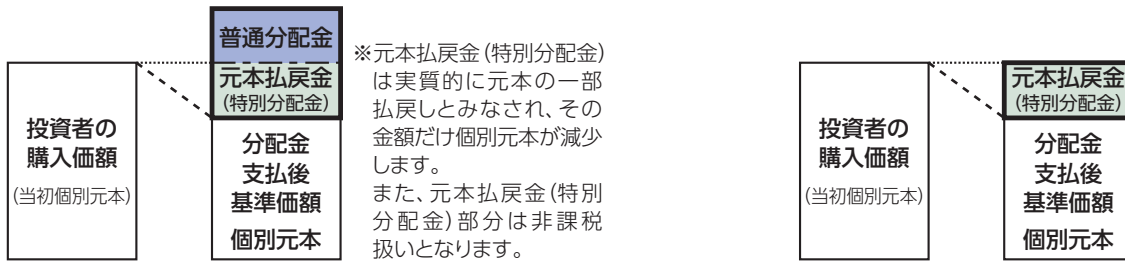 普通分配金
元本払戻金
(特別分配金)
投資者の
購入価額
(当初個別元本)
分配金
支払後
基準価額
個別元本
※元本払戻金(特別分配金)
は実質的に元本の一部
払戻しとみなされ、その
金額だけ個別元本が減少
します。
また、元本払戻金(特別
分配金)部分は非課税
扱いとなります。
投資者の
購入価額
(当初個別元本)
元本払戻金
(特別分配金)
分配金
支払後
基準価額
個別元本